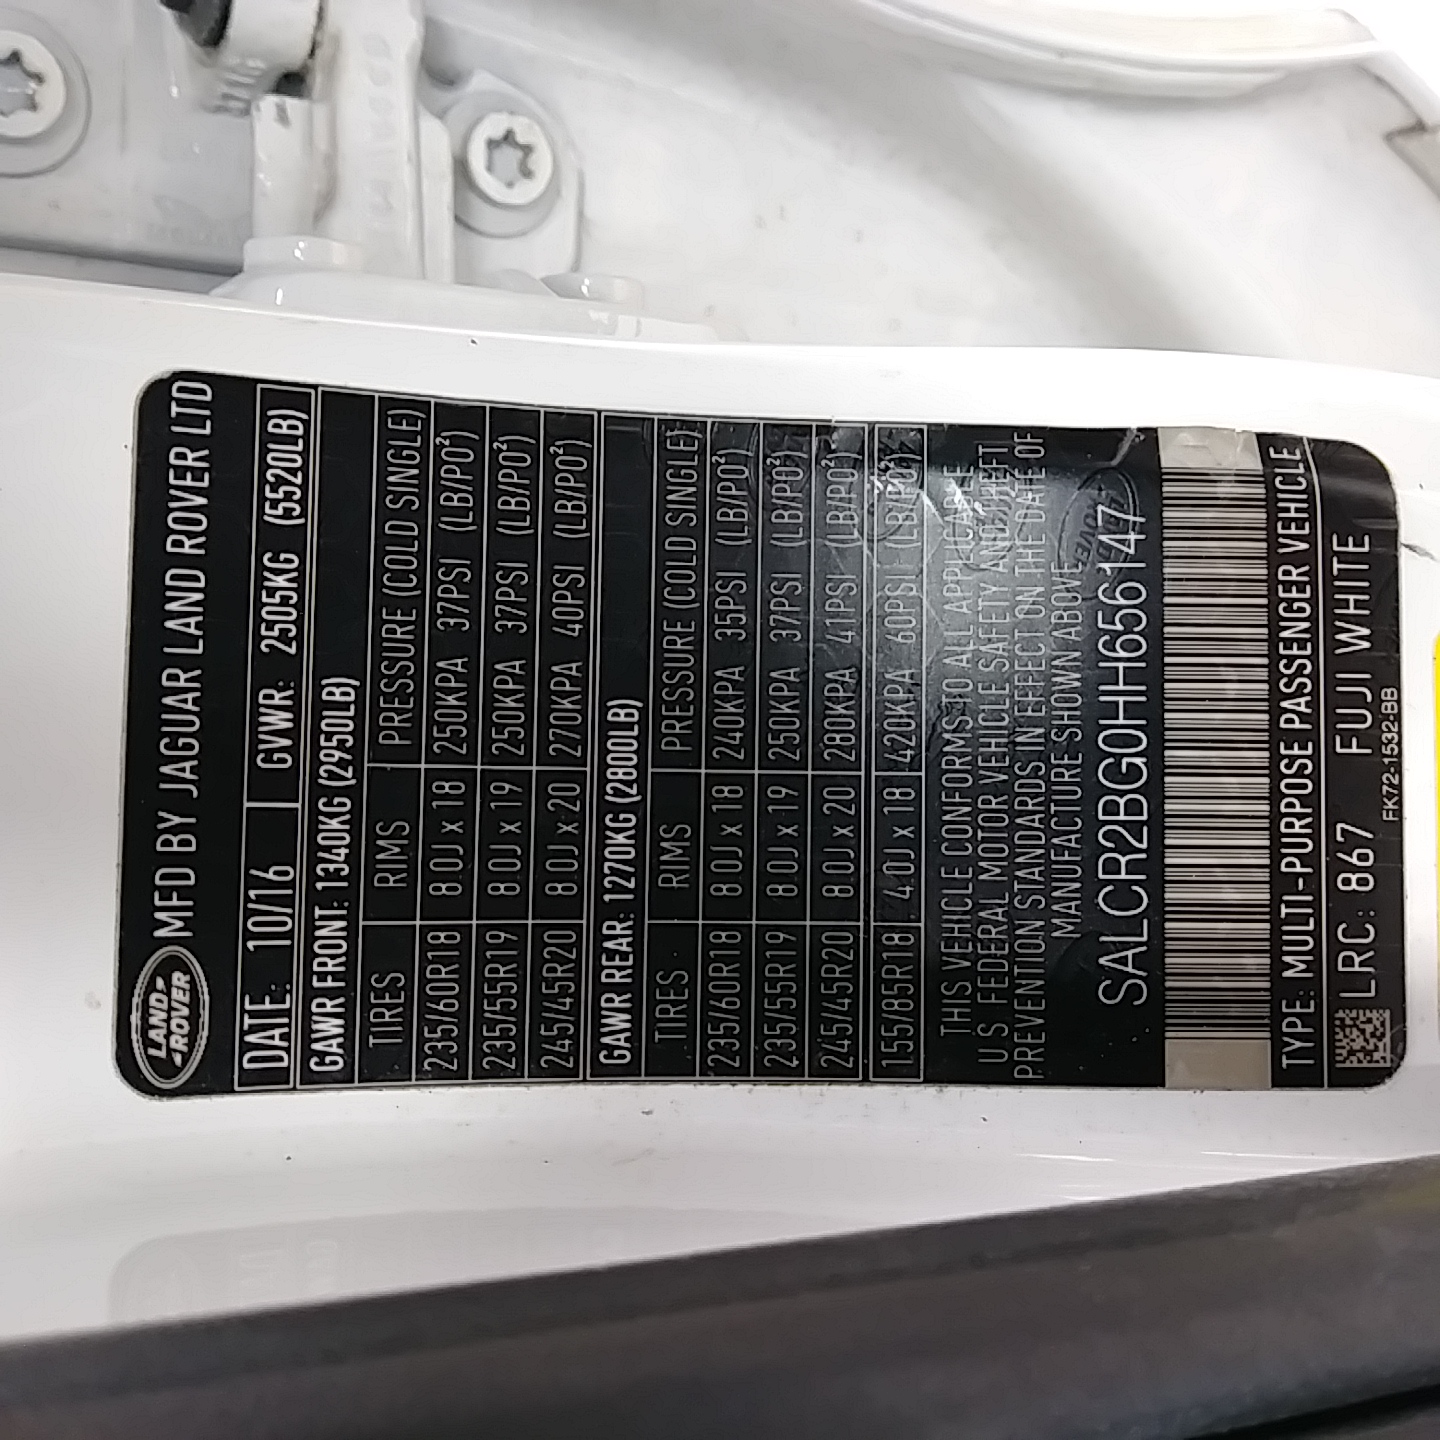 LAND ROVER MFD BY JAGUAR LAND ROVER LTD
DATE: 10/16 GVWR: 2505KG (5520LB)
GAWR FRONT: 1340KG (2950LB)
TIRES RIMS PRESSURE (COLD SINGLE)
235/60R18 8.0J x 18 250KPA 37PSI (LB/PO²)
235/55R19 8.0J x 19 250KPA 37PSI (LB/PO²)
245/45R20 8.0J x 20 270KPA 40PSI (LB/PO²)
GAWR REAR: 1270KG (2800LB)
TIRES RIMS PRESSURE (COLD SINGLE)
235/60R18 8.0J x 18 240KPA 35PSI (LB/PO²)
235/55R19 8.0J x 19 250KPA 37PSI (LB/PO²)
245/45R20 8.0J x 20 280KPA 41PSI (LB/PO²)
155/85R18 4.0J x 18 420KPA 60PSI (LB/PO²)
THIS VEHICLE CONFORMS TO ALL APPLICABLE
U.S FEDERAL MOTOR VEHICLE SAFETY AND THEFT
PREVENTION STANDARDS IN EFFECT ON THE DATE OF
MANUFACTURE SHOWN ABOVE
SALCR2BG0HH656147
TYPE: MULTI-PURPOSE PASSENGER VEHICLE
LRC: 867 FUJI WHITE
FK72-1532-BB